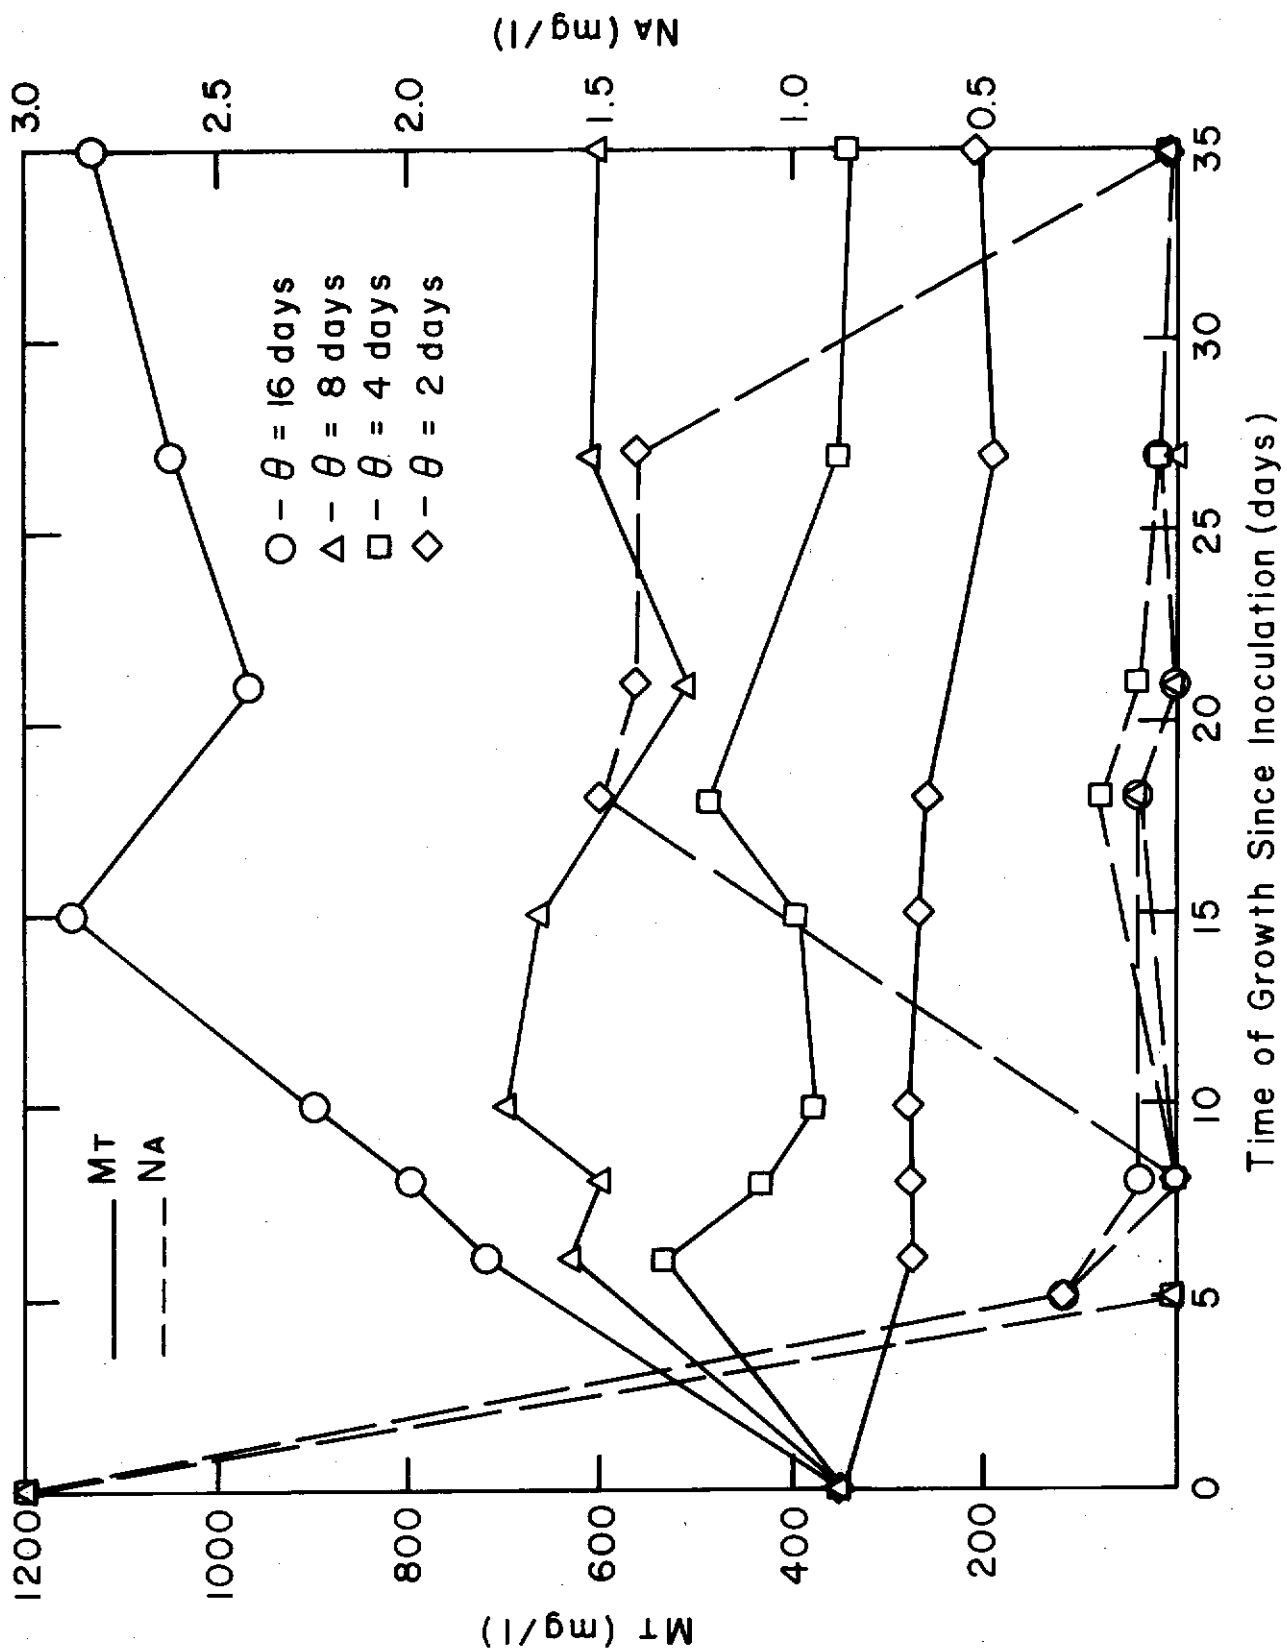 MT (mg/l)
1200
1000
800
600
400
200
NA (mg/l)
3.0
2.5
2.0
1.5
1.0
0.5
MT
NA
θ = 16 days
θ = 8 days
θ = 4 days
θ = 2 days
0 5 10 15 20 25 30 35
Time of Growth Since Inoculation (days)